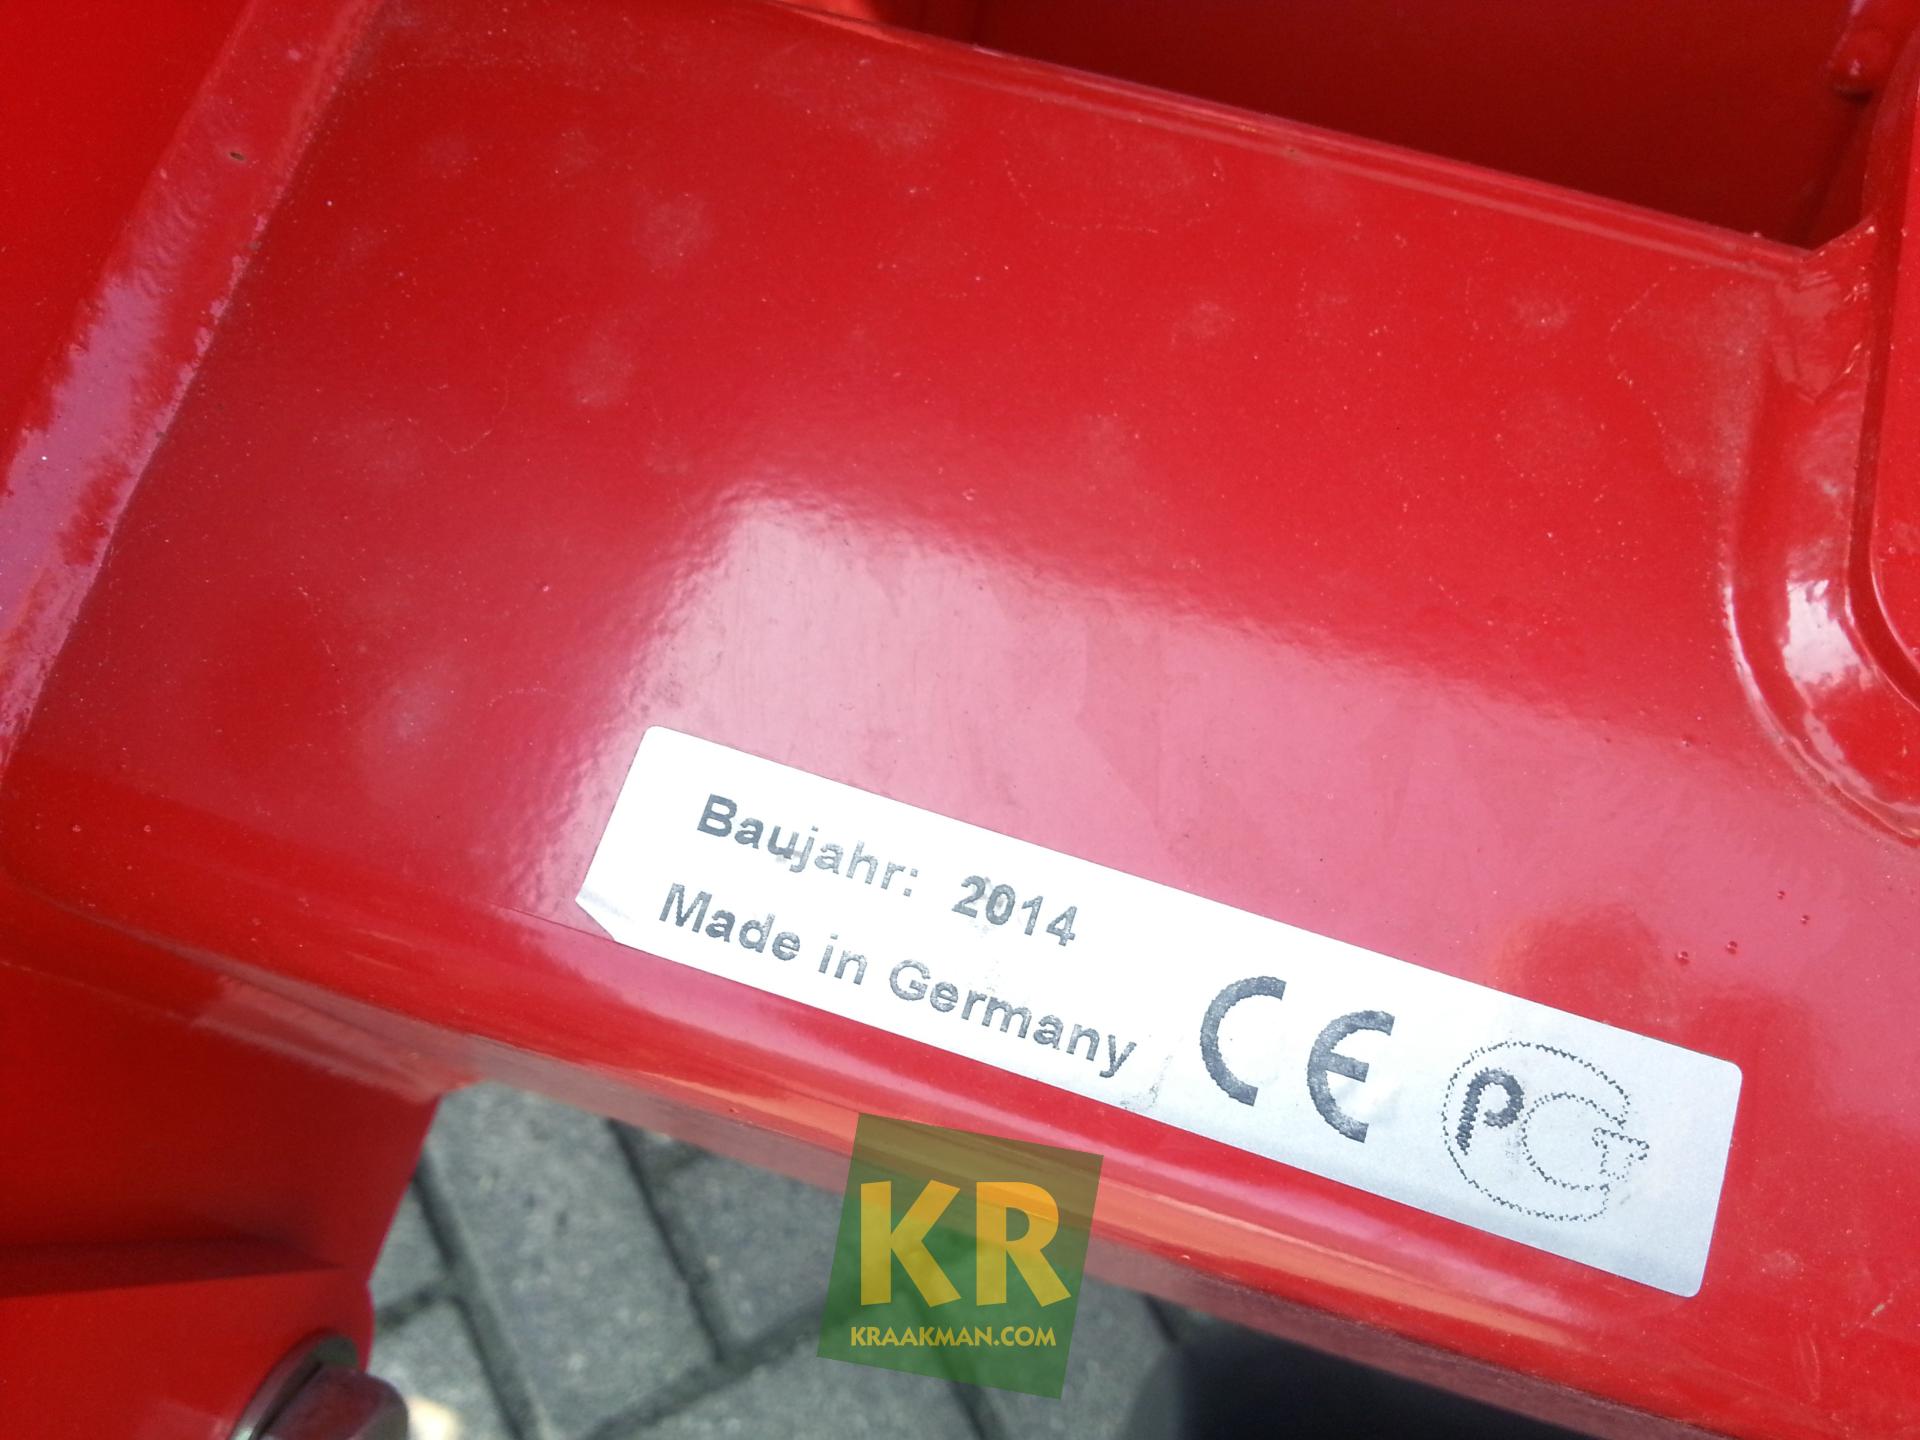 Baujahr: 2014
Made in Germany
CE
PG
KR
KRAAKMAN.COM